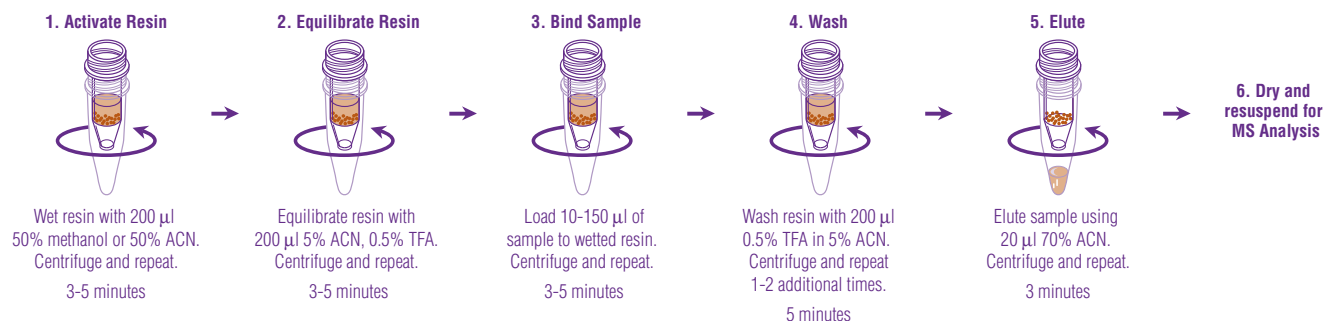 1. Activate Resin
Wet resin with 200 µl
50% methanol or 50% ACN.
Centrifuge and repeat.
3-5 minutes
2. Equilibrate Resin
Equilibrate resin with
200 µl 5% ACN, 0.5% TFA.
Centrifuge and repeat.
3-5 minutes
3. Bind Sample
Load 10-150 µl of
sample to wetted resin.
Centrifuge and repeat.
3-5 minutes
4. Wash
Wash resin with 200 µl
0.5% TFA in 5% ACN.
Centrifuge and repeat
1-2 additional times.
5 minutes
5. Elute
Elute sample using
20 µl 70% ACN.
Centrifuge and repeat.
3 minutes
6. Dry and
resuspend for
MS Analysis